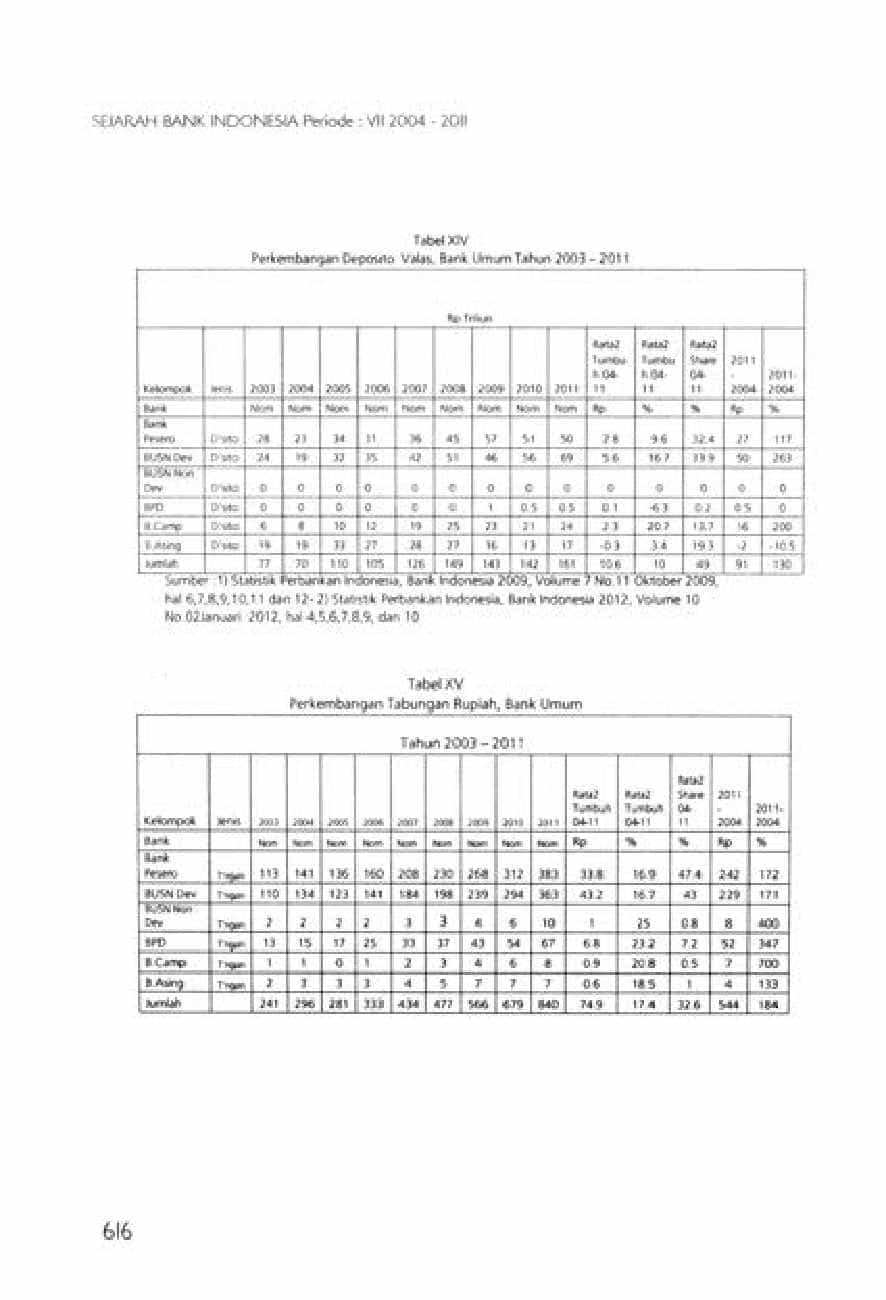 SEJARAH BANK INDONESIA Periode : VII 2004 - 2011
Tabel XIV
Perkembangan Deposito Valas, Bank Umum Tahun 2003 – 2011
Rp Triliun
Kelompok Jenis 2003 2004 2005 2006 2007 2008 2009 2010 2011 Rata2 Tumbu h 04- 11 Rata2 Tumbu h 04- 11 Rata2 Share 04- 11 2011 - 2004 2011- 2004
Bank Nom Nom Nom Nom Nom Nom Nom Nom Nom Rp % % Rp %
Bank
Pesero D'sito 28 23 34 31 36 45 57 51 50 2.8 9.6 32.4 27 117
BUSN Dev D'sito 24 19 32 35 42 51 46 56 69 5.6 16.7 33.9 50 263
BUSN Non
Dev D'sito 0 0 0 0 0 0 0 0 0 0 0 0 0 0
BPD D'sito 0 0 0 0 0 0 1 0.5 0.5 0.1 -6.3 0.2 0.5 0
B.Camp D'sito 6 8 10 12 19 25 23 21 24 2.3 20.7 13.7 16 200
B.Asing D'sito 19 19 33 27 28 27 16 13 17 -0.3 3.4 19.3 -2 -10.5
Jumlah 77 70 110 105 126 149 143 142 161 10.6 10 49 91 130
Sumber :1) Statistik Perbankan Indonesia, Bank Indonesia 2009, Volume 7 No.11 Oktober 2009,
hal 6,7,8,9,10,11 dan 12- 2) Statistik Perbankan Indonesia, Bank Indonesia 2012, Volume 10
No.02Januari 2012, hal-4,5,6,7,8,9, dan 10
Tabel XV
Perkembangan Tabungan Rupiah, Bank Umum
Tahun 2003 – 2011
Kelompok Jenis 2003 2004 2005 2006 2007 2008 2009 2010 2011 Rata2 Tumbuh 04-11 Rata2 Tumbuh 04-11 Rata2 Share 04- 11 2011 - 2004 2011- 2004
Bank Nom Nom Nom Nom Nom Nom Nom Nom Nom Rp % % Rp %
Bank
Pesero T'ngan 113 141 136 160 208 230 268 312 383 33.8 16.9 47.4 242 172
BUSN Dev T'ngan 110 134 123 141 184 198 239 294 363 43.2 16.7 43 229 171
BUSN Non
Dev T'ngan 2 2 2 2 3 3 4 6 10 1 25 0.8 8 400
BPD T'ngan 13 15 17 25 33 37 43 54 67 6.8 23.2 7.2 52 347
B.Camp T'ngan 1 1 0 1 2 3 4 6 8 0.9 20.8 0.5 7 700
B.Asing T'ngan 2 3 3 3 4 5 7 7 7 0.6 18.5 1 4 133
Jumlah 241 296 281 333 434 477 566 679 840 74.9 17.4 32.6 544 184
616